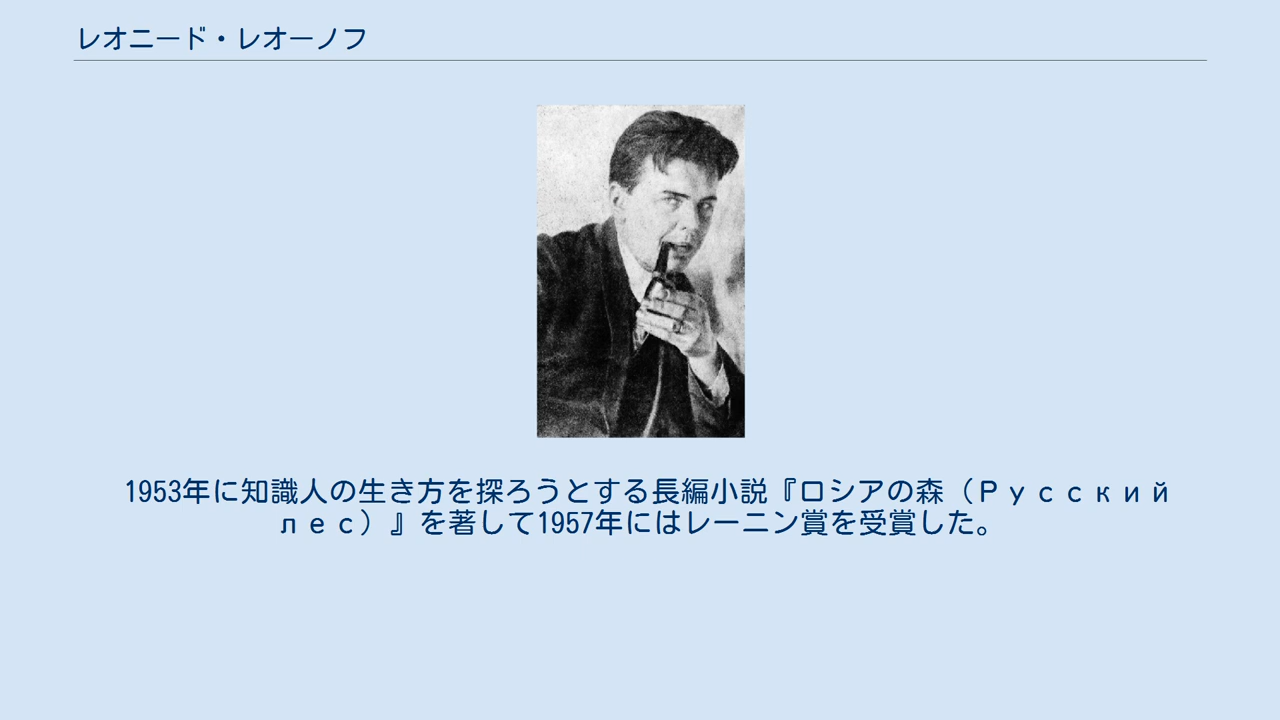 レオニード・レオーノフ
1953年に知識人の生き方を探ろうとする長編小説『ロシアの森（Русский
лес）』を著して1957年にはレーニン賞を受賞した。